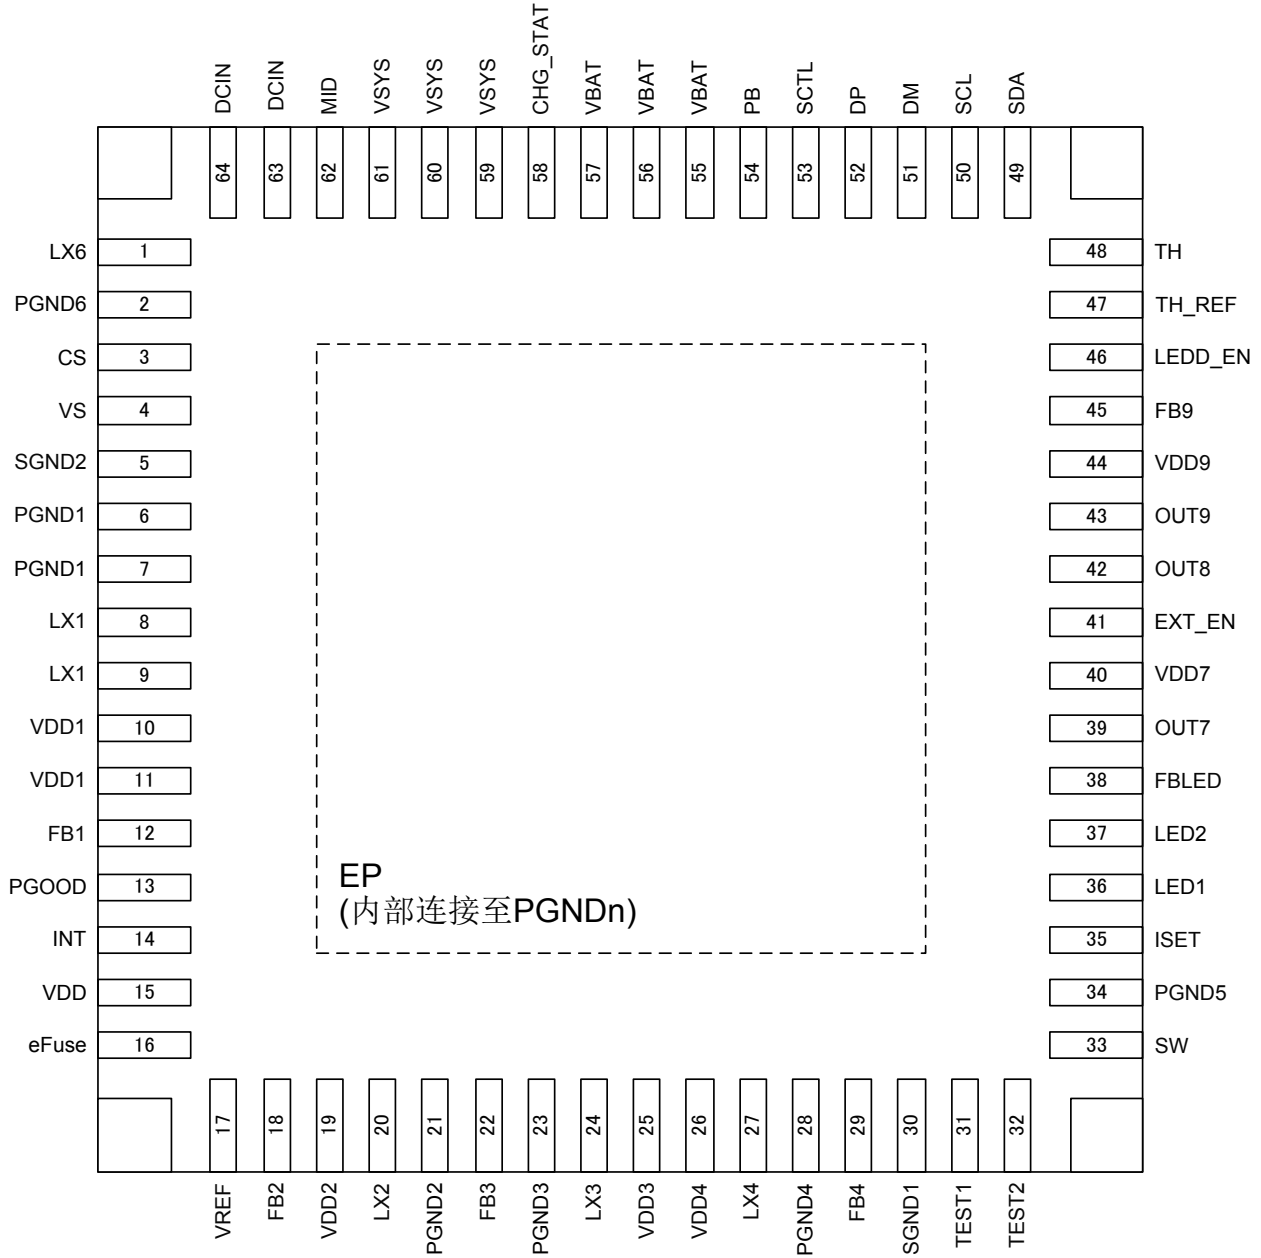 DCIN DCIN MID VSYS VSYS VSYS CHG_STAT VBAT VBAT VBAT PB SCTL DP DM SCL SDA
64 63 62 61 60 59 58 57 56 55 54 53 52 51 50 49
LX6 1 48 TH
PGND6 2 47 TH_REF
CS 3 46 LEDD_EN
VS 4 45 FB9
SGND2 5 44 VDD9
PGND1 6 43 OUT9
PGND1 7 42 OUT8
LX1 8 41 EXT_EN
LX1 9 40 VDD7
VDD1 10 39 OUT7
VDD1 11 38 FBLED
FB1 12 37 LED2
EP
PGOOD 13 36 LED1
(内部连接至PGNDn)
INT 14 35 ISET
VDD 15 34 PGND5
eFuse 16 33 SW
17 18 19 20 21 22 23 24 25 26 27 28 29 30 31 32
VREF FB2 VDD2 LX2 PGND2 FB3 PGND3 LX3 VDD3 VDD4 LX4 PGND4 FB4 SGND1 TEST1 TEST2